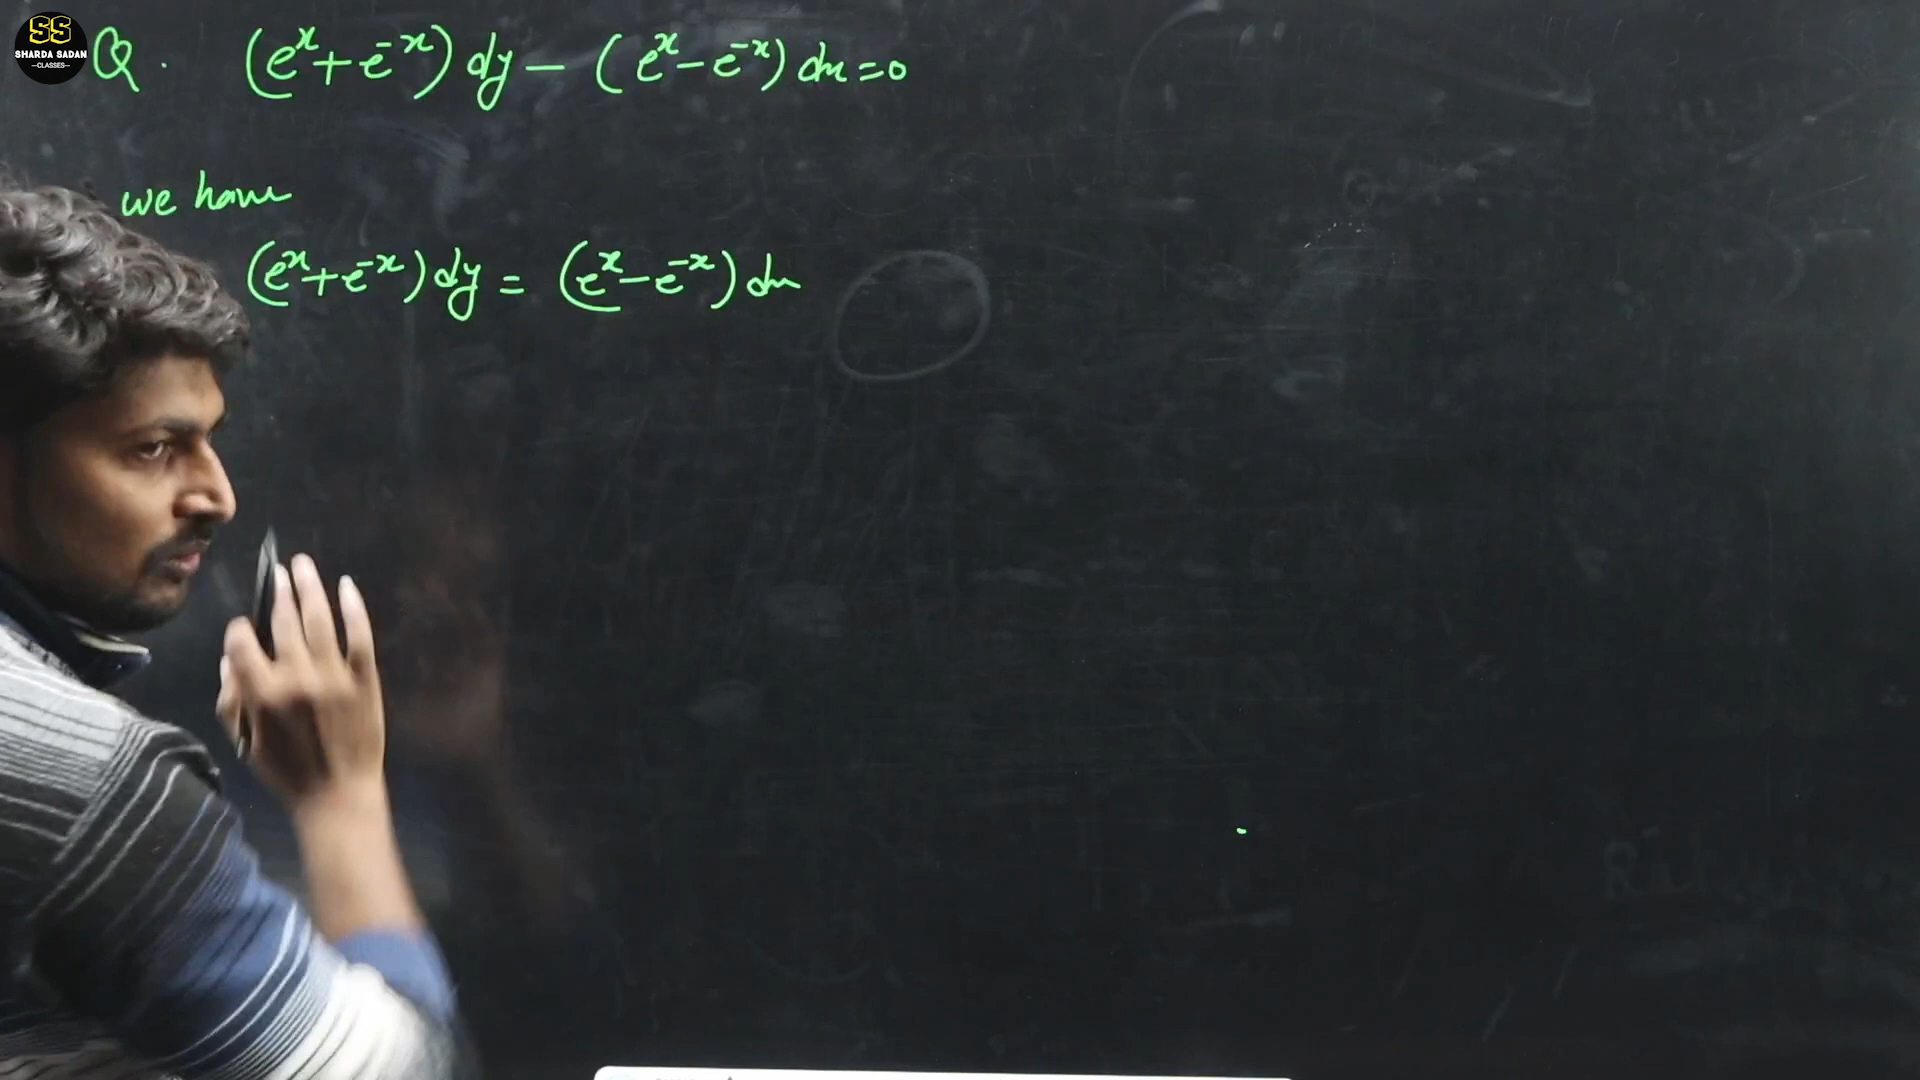 SS
SHARDA SADAN
—CLASSES—
Q. (eˣ+e⁻ˣ) dy − (eˣ−e⁻ˣ) dx=0
we have
(eˣ+e⁻ˣ) dy = (eˣ−e⁻ˣ) dx